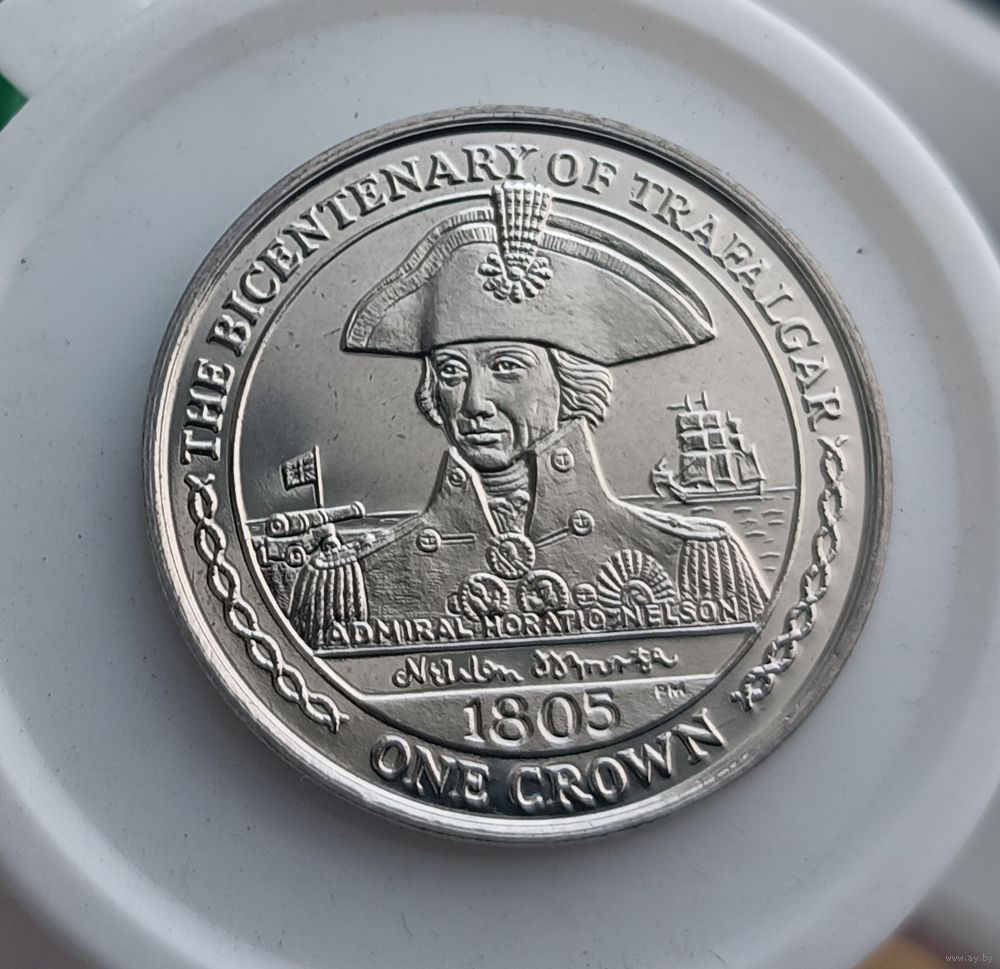 THE BICENTENARY OF TRAFALGAR
ADMIRAL HORATIO NELSON
1805
PM
ONE CROWN
www.ay.by